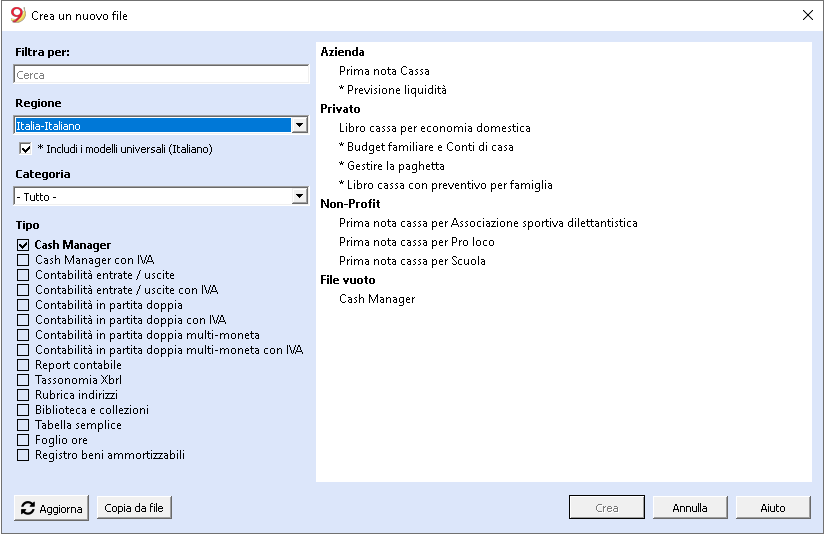 9 Crea un nuovo file
Filtra per:
Cerca
Regione
Italia-Italiano
* Includi i modelli universali (Italiano)
Categoria
- Tutto -
Tipo
Cash Manager
Cash Manager con IVA
Contabilità entrate / uscite
Contabilità entrate / uscite con IVA
Contabilità in partita doppia
Contabilità in partita doppia con IVA
Contabilità in partita doppia multi-moneta
Contabilità in partita doppia multi-moneta con IVA
Report contabile
Tassonomia Xbrl
Rubrica indirizzi
Biblioteca e collezioni
Tabella semplice
Foglio ore
Registro beni ammortizzabili
Azienda
Prima nota Cassa
* Previsione liquidità
Privato
Libro cassa per economia domestica
* Budget familiare e Conti di casa
* Gestire la paghetta
* Libro cassa con preventivo per famiglia
Non-Profit
Prima nota cassa per Associazione sportiva dilettantistica
Prima nota cassa per Pro loco
Prima nota cassa per Scuola
File vuoto
Cash Manager
Aggiorna
Copia da file
Crea
Annulla
Aiuto